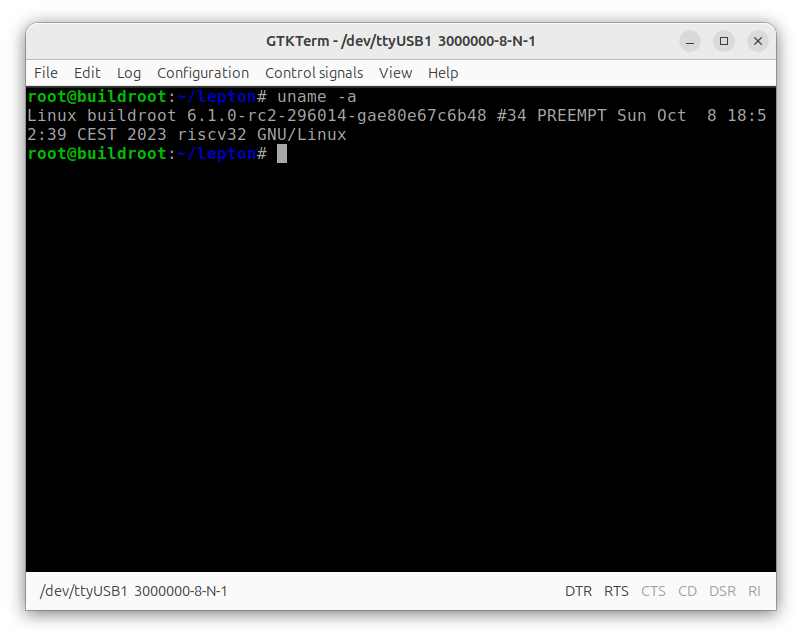 GTKTerm - /dev/ttyUSB1 3000000-8-N-1
File Edit Log Configuration Control signals View Help
root@buildroot:~/lepton# uname -a
Linux buildroot 6.1.0-rc2-296014-gae80e67c6b48 #34 PREEMPT Sun Oct  8 18:5
2:39 CEST 2023 riscv32 GNU/Linux
root@buildroot:~/lepton#
/dev/ttyUSB1 3000000-8-N-1 DTR RTS CTS CD DSR RI